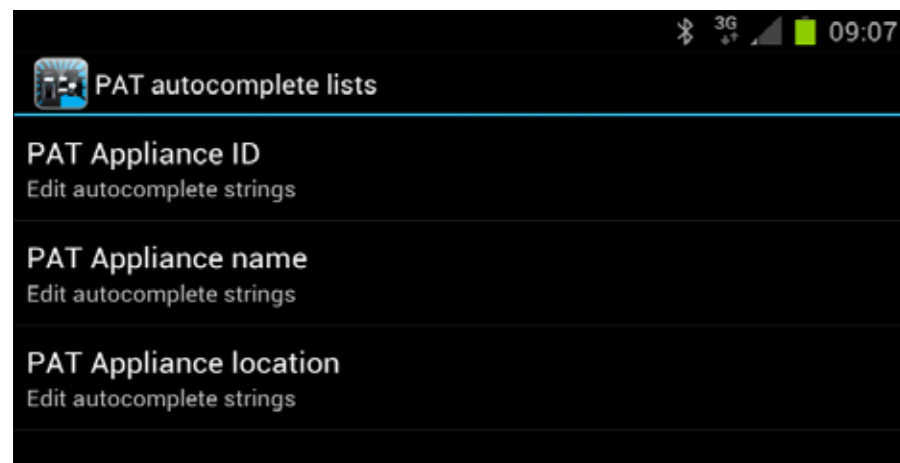 3G 09:07
PAT autocomplete lists
PAT Appliance ID
Edit autocomplete strings
PAT Appliance name
Edit autocomplete strings
PAT Appliance location
Edit autocomplete strings